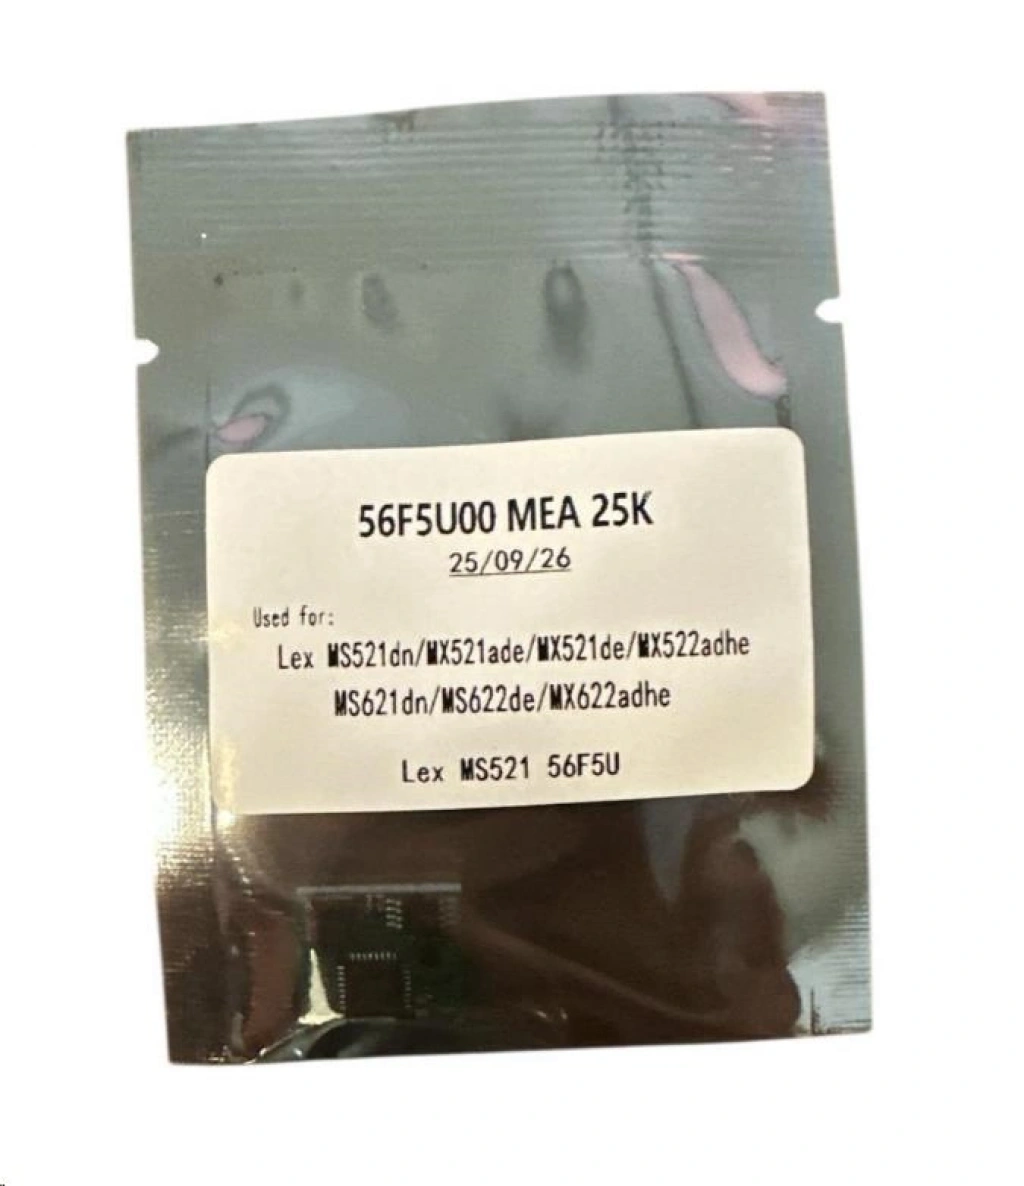 56F5U00 MEA 25K
25/09/26
Used for:
Lex MS521dn/MX521ade/MX521de/MX522adhe
MS621dn/MS622de/MX622adhe
Lex MS521 56F5U